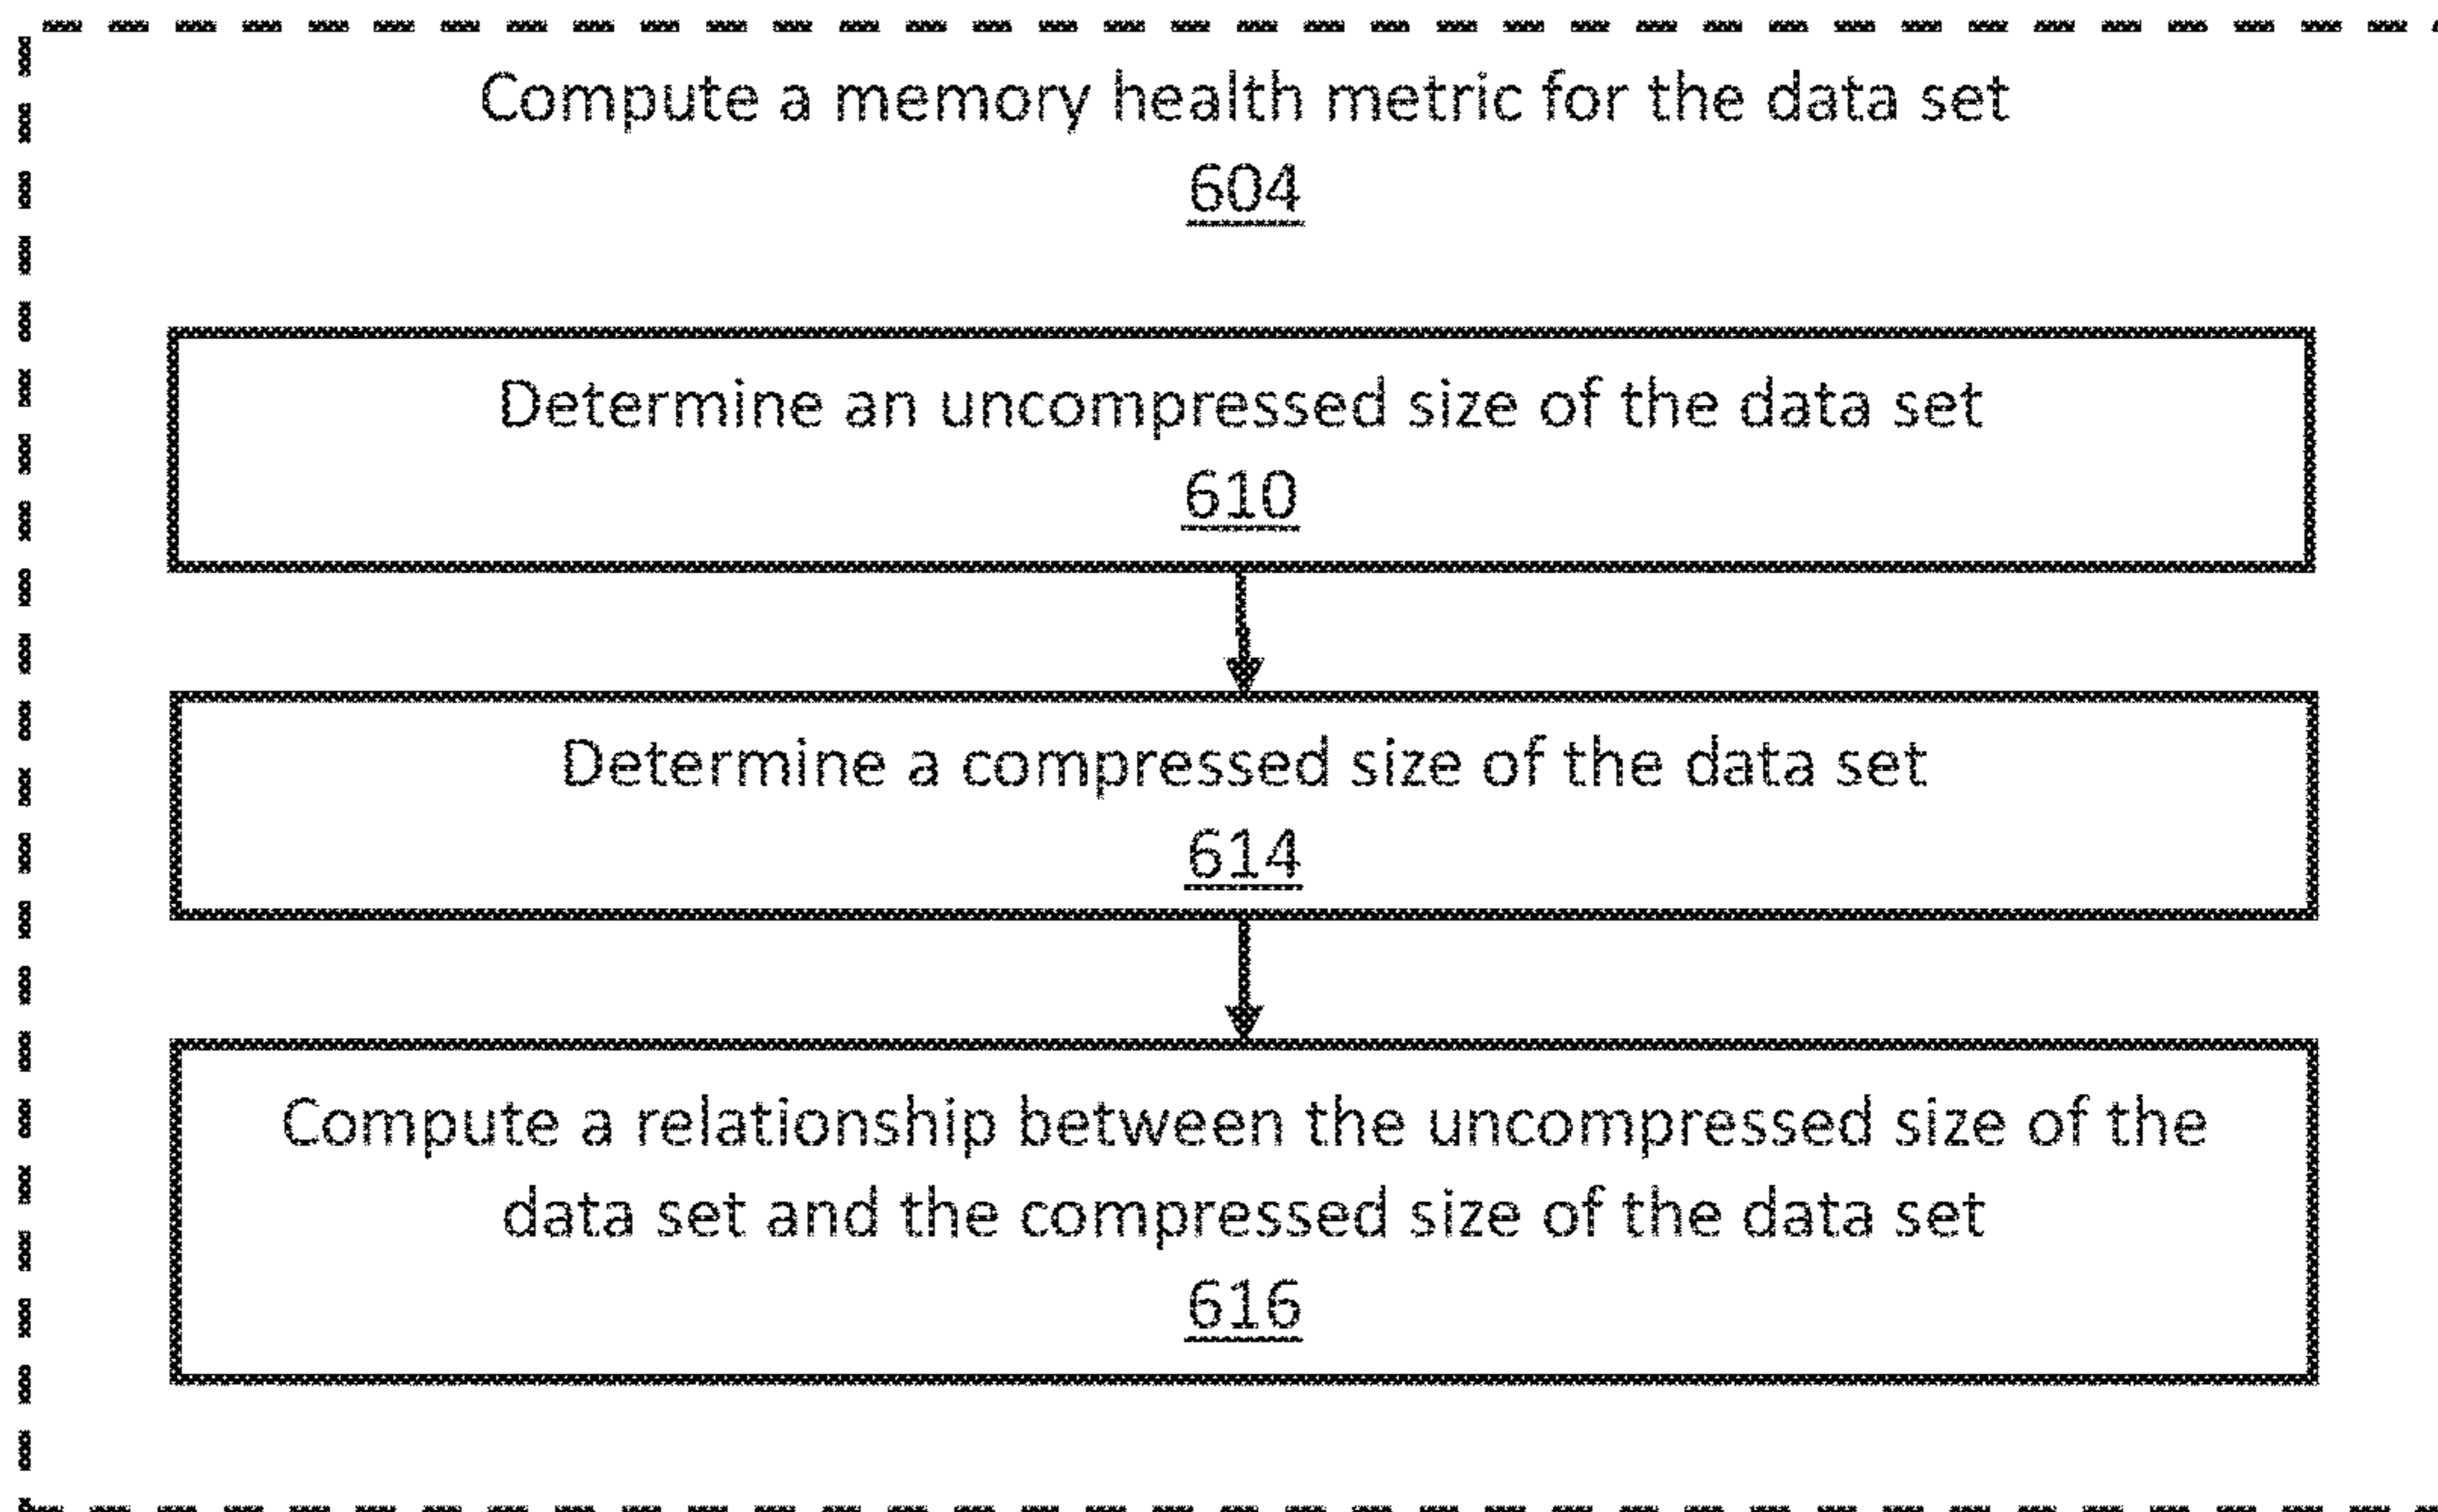 Compute a memory health metric for the data set
604
Determine an uncompressed size of the data set
610
Determine a compressed size of the data set
614
Compute a relationship between the uncompressed size of the
data set and the compressed size of the data set
616